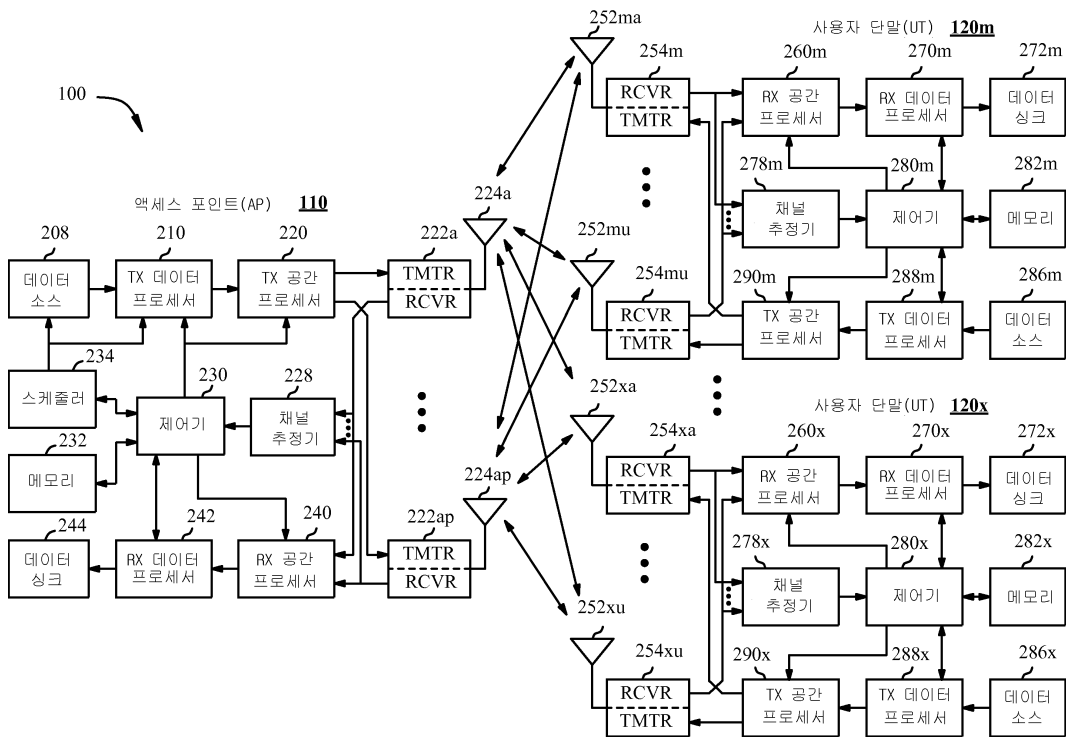 100
액세스 포인트(AP) 110
208
데이터
소스
210
TX 데이터
프로세서
220
TX 공간
프로세서
222a
TMTR
RCVR
224a
234
스케줄러
230
제어기
228
채널
추정기
232
메모리
244
데이터
싱크
242
RX 데이터
프로세서
240
RX 공간
프로세서
222ap
TMTR
RCVR
224ap
사용자 단말(UT) 120m
252ma
254m
RCVR
TMTR
260m
RX 공간
프로세서
270m
RX 데이터
프로세서
272m
데이터
싱크
278m
채널
추정기
280m
제어기
282m
메모리
252mu
254mu
RCVR
TMTR
290m
TX 공간
프로세서
288m
TX 데이터
프로세서
286m
데이터
소스
사용자 단말(UT) 120x
252xa
254xa
RCVR
TMTR
260x
RX 공간
프로세서
270x
RX 데이터
프로세서
272x
데이터
싱크
278x
채널
추정기
280x
제어기
282x
메모리
252xu
254xu
RCVR
TMTR
290x
TX 공간
프로세서
288x
TX 데이터
프로세서
286x
데이터
소스